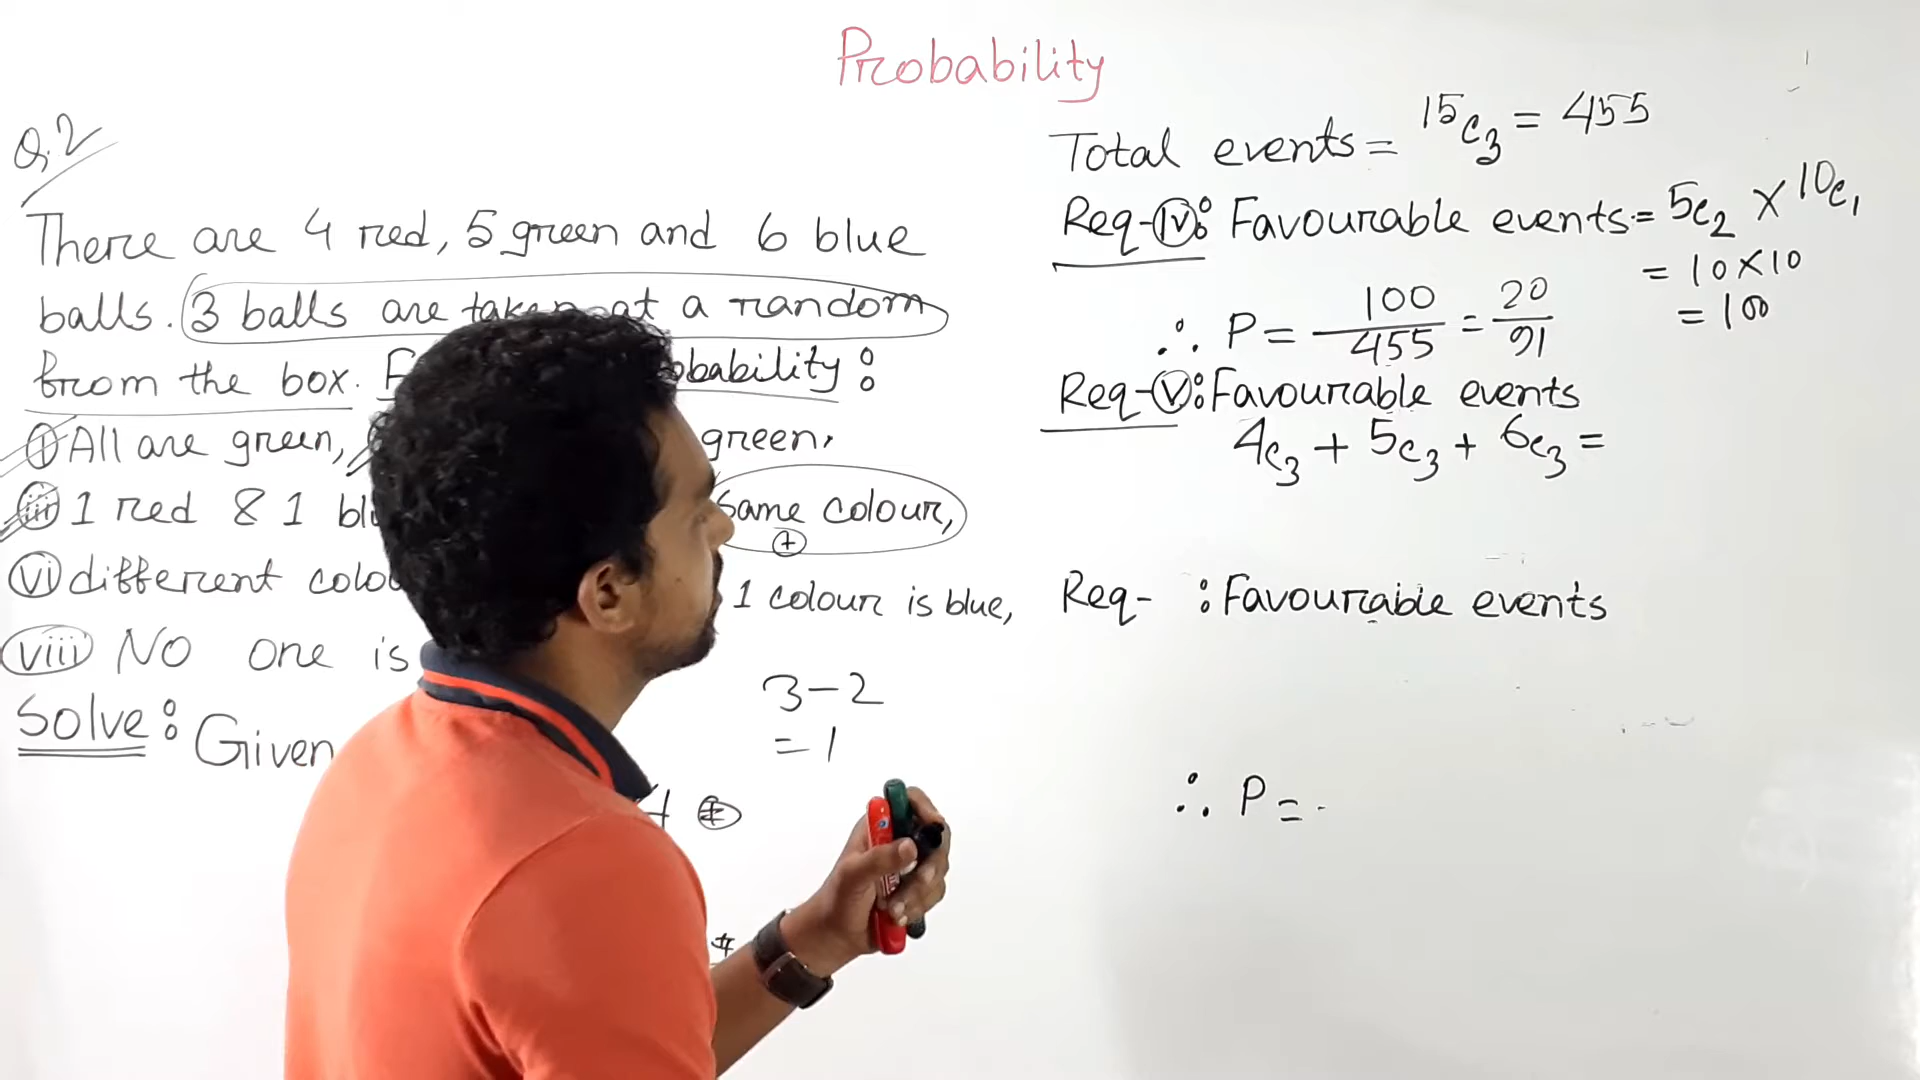 Probability
Q.2
There are 4 red, 5 green and 6 blue
balls. 3 balls are taken at a random
from the box. probability:
i All are green, green,
iii 1 red & 1 same colour,
+
vi different 1 colour is blue,
viii No one is
Solve: Given
3-2
=1
Total events = 15C3 = 455
Req-iv: Favourable events = 5C2 × 10C1
= 10×10
= 100
∴ P = 100/455 = 20/91
Req-v: Favourable events
4C3 + 5C3 + 6C3 =
Req- : Favourable events
∴ P =